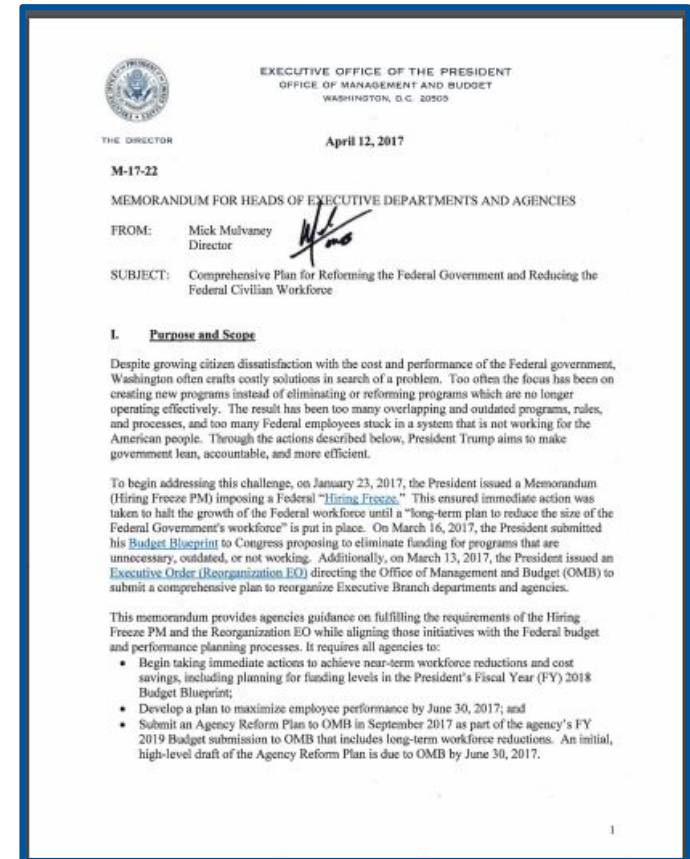 EXECUTIVE OFFICE OF THE PRESIDENT
OFFICE OF MANAGEMENT AND BUDGET
WASHINGTON, D.C. 20503
THE DIRECTOR
April 12, 2017
M-17-22
MEMORANDUM FOR HEADS OF EXECUTIVE DEPARTMENTS AND AGENCIES
FROM: Mick Mulvaney
Director
SUBJECT: Comprehensive Plan for Reforming the Federal Government and Reducing the
Federal Civilian Workforce
I. Purpose and Scope
Despite growing citizen dissatisfaction with the cost and performance of the Federal government,
Washington often crafts costly solutions in search of a problem. Too often the focus has been on
creating new programs instead of eliminating or reforming programs which are no longer
operating effectively. The result has been too many overlapping and outdated programs, rules,
and processes, and too many Federal employees stuck in a system that is not working for the
American people. Through the actions described below, President Trump aims to make
government lean, accountable, and more efficient.
To begin addressing this challenge, on January 23, 2017, the President issued a Memorandum
(Hiring Freeze PM) imposing a Federal “Hiring Freeze.” This ensured immediate action was
taken to halt the growth of the Federal workforce until a “long-term plan to reduce the size of the
Federal Government's workforce” is put in place. On March 16, 2017, the President submitted
his Budget Blueprint to Congress proposing to eliminate funding for programs that are
unnecessary, outdated, or not working. Additionally, on March 13, 2017, the President issued an
Executive Order (Reorganization EO) directing the Office of Management and Budget (OMB) to
submit a comprehensive plan to reorganize Executive Branch departments and agencies.
This memorandum provides agencies guidance on fulfilling the requirements of the Hiring
Freeze PM and the Reorganization EO while aligning those initiatives with the Federal budget
and performance planning processes. It requires all agencies to:
• Begin taking immediate actions to achieve near-term workforce reductions and cost
savings, including planning for funding levels in the President's Fiscal Year (FY) 2018
Budget Blueprint;
• Develop a plan to maximize employee performance by June 30, 2017; and
• Submit an Agency Reform Plan to OMB in September 2017 as part of the agency's FY
2019 Budget submission to OMB that includes long-term workforce reductions. An initial,
high-level draft of the Agency Reform Plan is due to OMB by June 30, 2017.
1